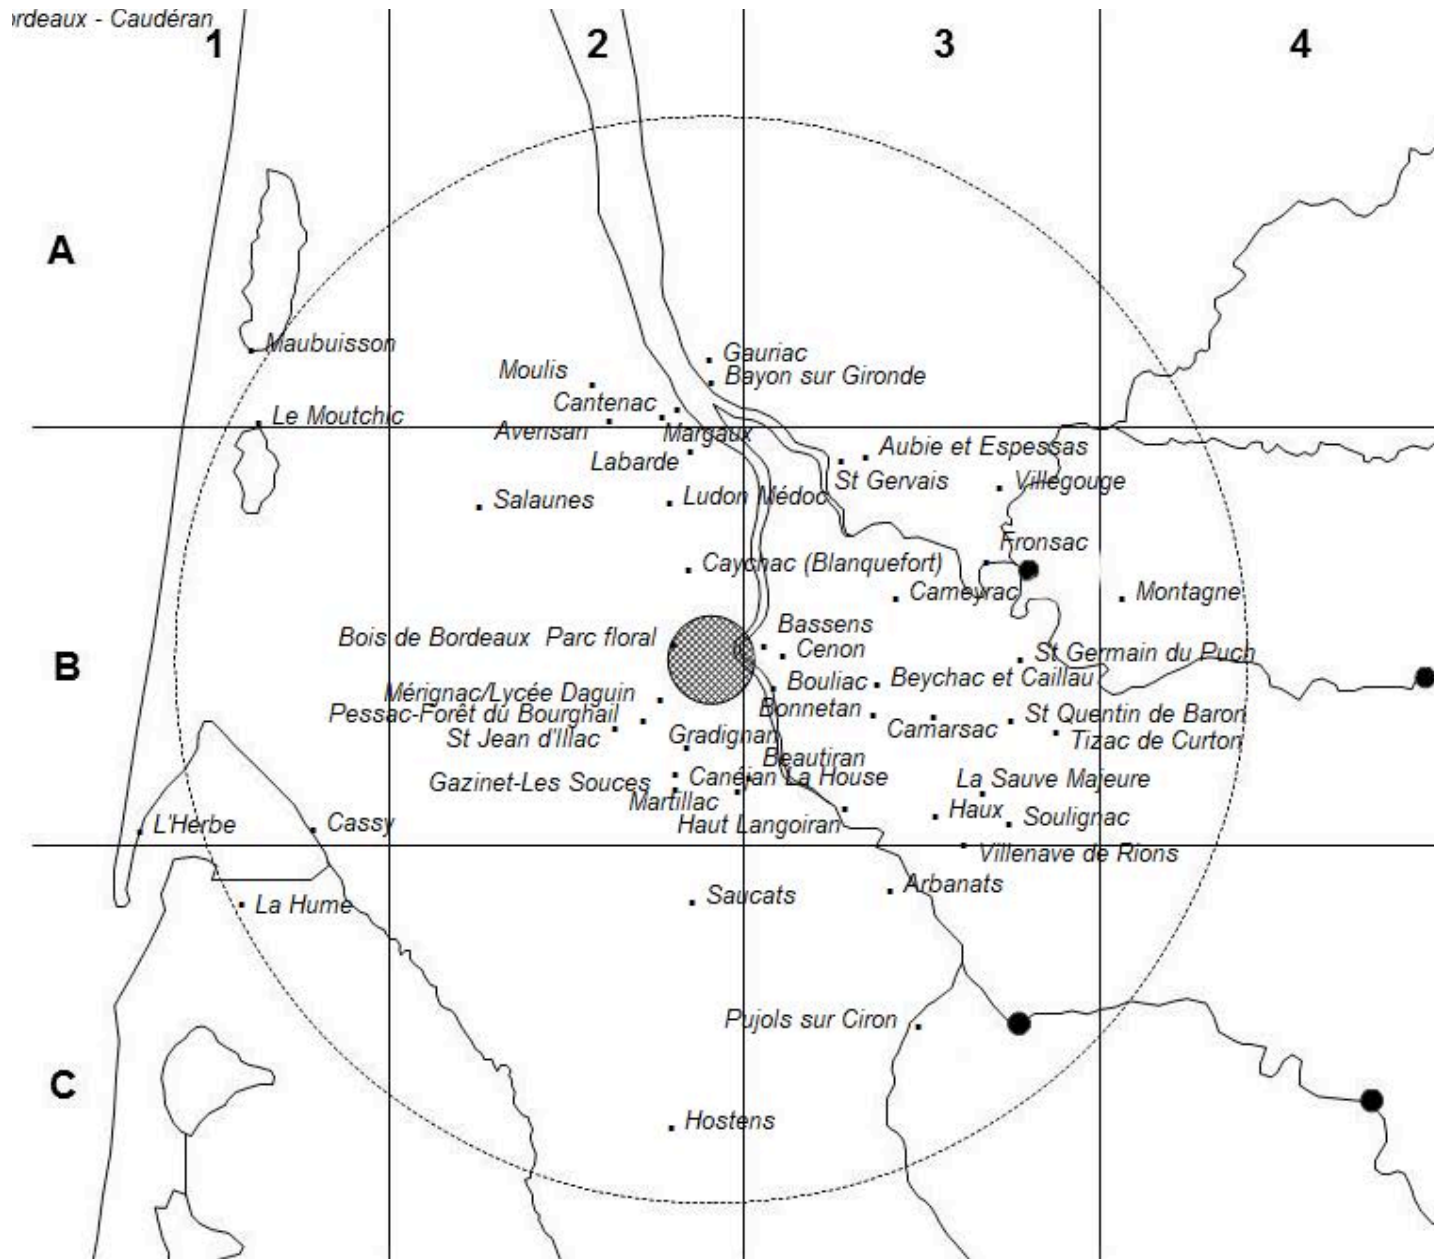 ordeaux - Caudéran
1 2 3 4
A
Maubuisson
Gauriac
Moulis
Bayon sur Gironde
Cantenac
Le Moutchic
Avensan
Margaux
Aubie et Espessas
Labarde
St Gervais
Villegouge
Salaunes
Ludon Médoc
Fronsac
Caychac (Blanquefort)
Cameyrac
Montagne
Bassens
Bois de Bordeaux Parc floral
Cenon
St Germain du Puch
B
Bouliac
Beychac et Caillau
Mérignac/Lycée Daguin
Bonnetan
Pessac-Forêt du Bourghail
St Quentin de Baron
Camarsac
St Jean d'Illac
Gradignan
Tizac de Curton
Beautiran
Gazinet-Les Souces
Canéjan La House
La Sauve Majeure
Martillac
Haux
Soulignac
L'Herbe
Cassy
Haut Langoiran
Villenave de Rions
Arbanats
Saucats
La Hume
Pujols sur Ciron
C
Hostens